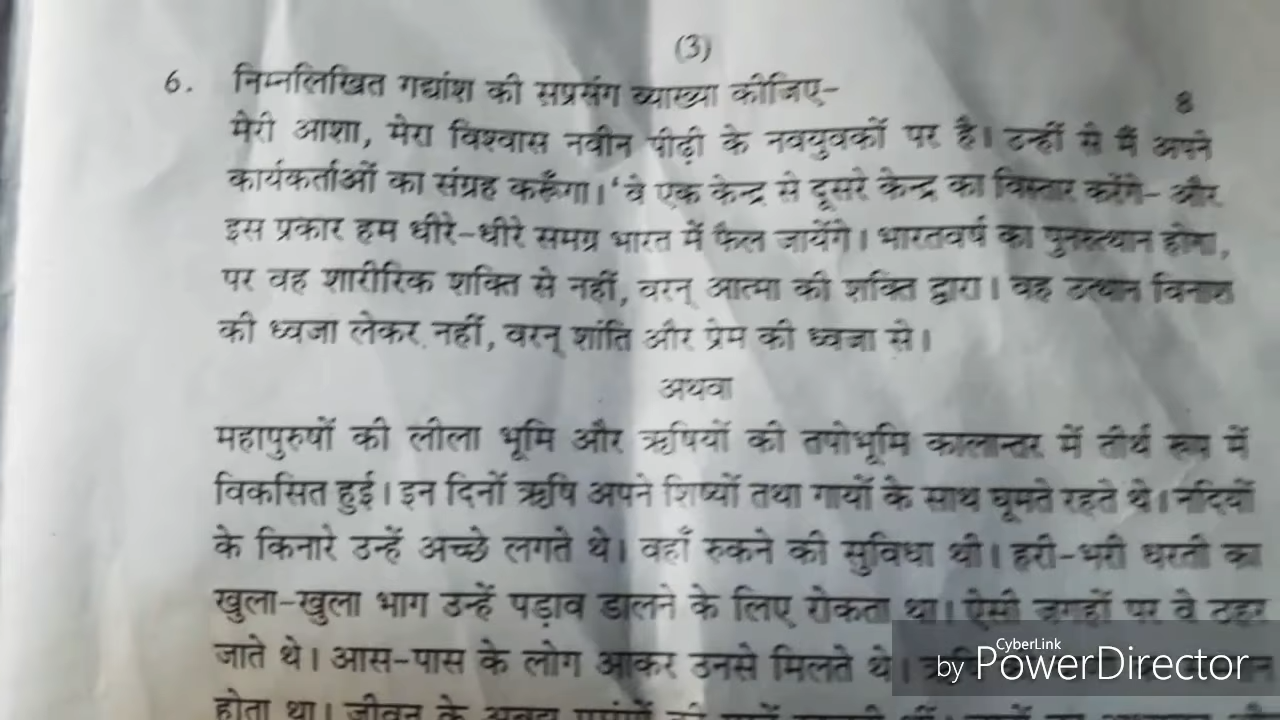 (3)
6. निम्नलिखित गद्यांश की सप्रसंग व्याख्या कीजिए- 8
मेरी आशा, मेरा विश्वास नवीन पीढ़ी के नवयुवकों पर है। उन्हीं से मैं अपने
कार्यकर्ताओं का संग्रह करूँगा। 'वे एक केन्द्र से दूसरे केन्द्र का विस्तार करेंगे- और
इस प्रकार हम धीरे-धीरे समग्र भारत में फैल जायेंगे। भारतवर्ष का पुनरुत्थान होगा,
पर वह शारीरिक शक्ति से नहीं, वरन् आत्मा की शक्ति द्वारा। वह उत्थान विनाश
की ध्वजा लेकर नहीं, वरन् शांति और प्रेम की ध्वजा से।
अथवा
महापुरुषों की लीला भूमि और ऋषियों की तपोभूमि कालान्तर में तीर्थ रूप में
विकसित हुई। इन दिनों ऋषि अपने शिष्यों तथा गायों के साथ घूमते रहते थे। नदियों
के किनारे उन्हें अच्छे लगते थे। वहाँ रुकने की सुविधा थी। हरी-भरी धरती का
खुला-खुला भाग उन्हें पड़ाव डालने के लिए रोकता था। ऐसी जगहों पर वे ठहर
जाते थे। आस-पास के लोग आकर उनसे मिलते थे।
होता था। जीवन के
CyberLink
by PowerDirector